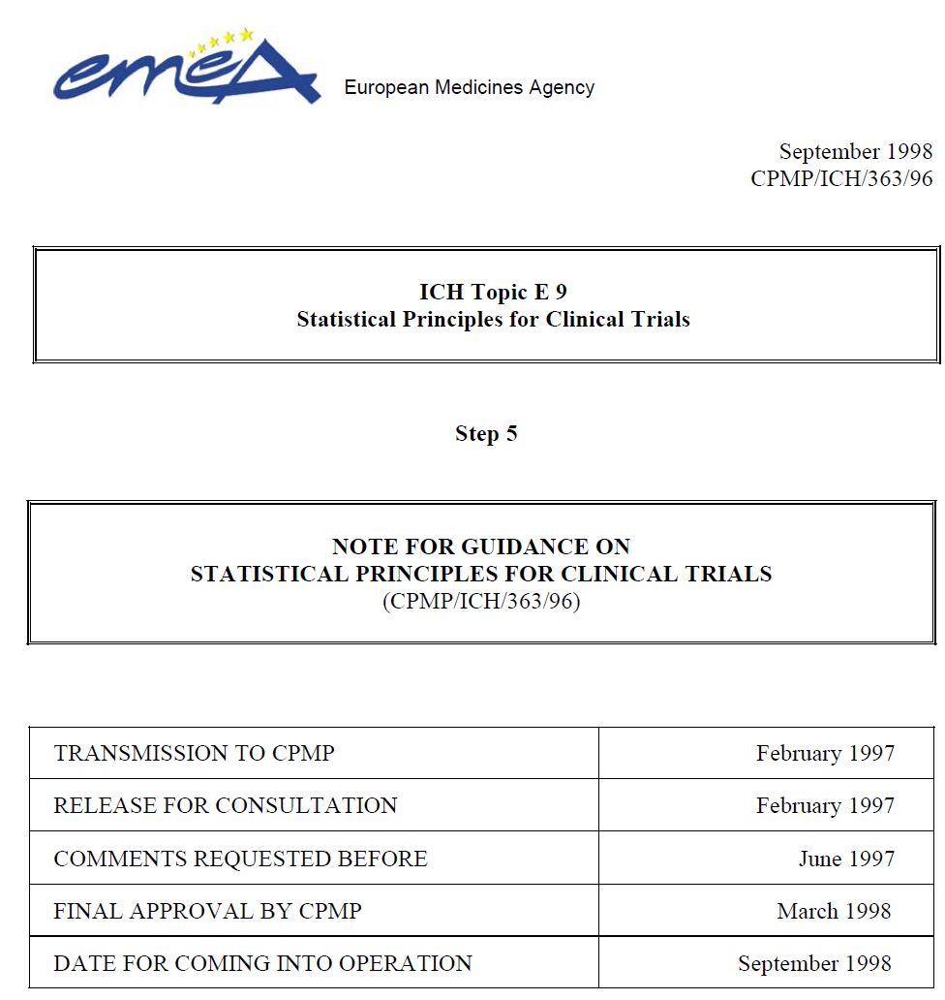 emeA
European Medicines Agency
September 1998
CPMP/ICH/363/96
ICH Topic E 9
Statistical Principles for Clinical Trials
Step 5
NOTE FOR GUIDANCE ON
STATISTICAL PRINCIPLES FOR CLINICAL TRIALS
(CPMP/ICH/363/96)
TRANSMISSION TO CPMP February 1997
RELEASE FOR CONSULTATION February 1997
COMMENTS REQUESTED BEFORE June 1997
FINAL APPROVAL BY CPMP March 1998
DATE FOR COMING INTO OPERATION September 1998